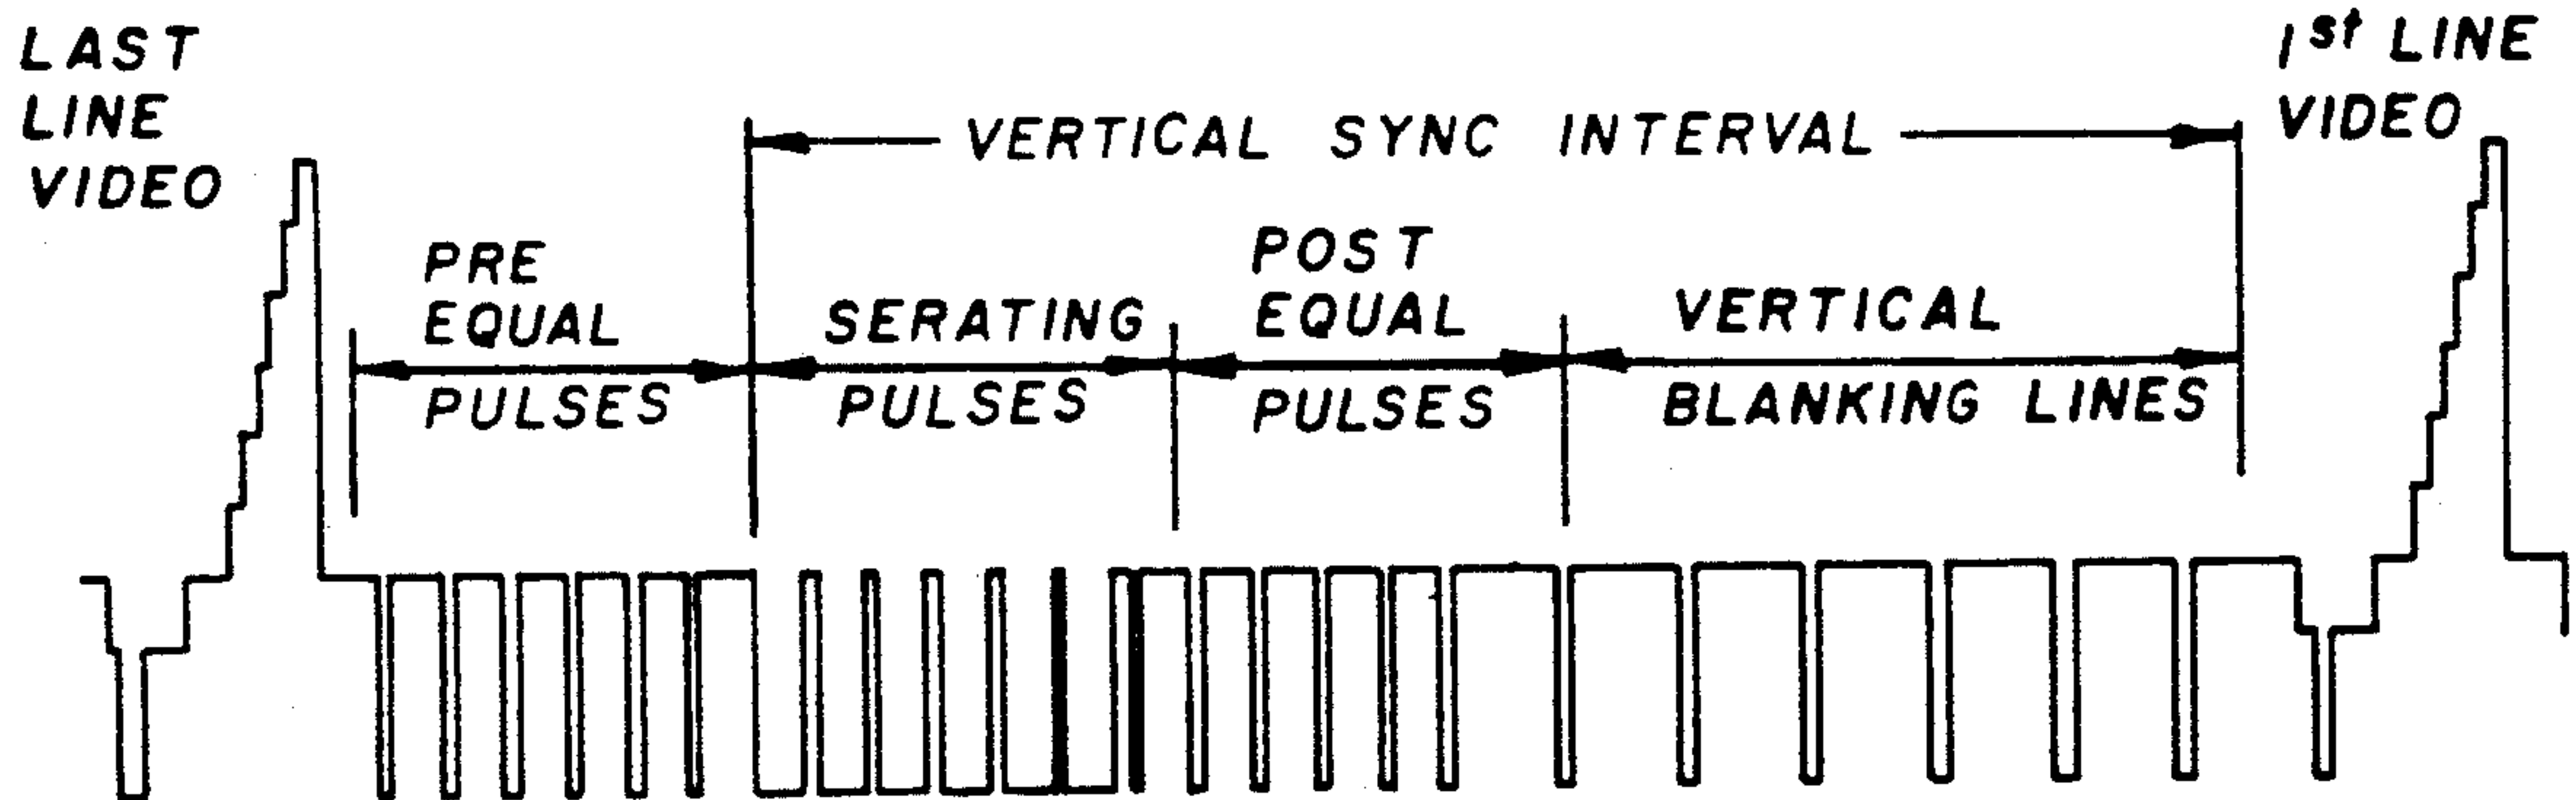 LAST
LINE
VIDEO
1st LINE
VIDEO
VERTICAL SYNC INTERVAL
PRE
EQUAL
PULSES
SERATING
PULSES
POST
EQUAL
PULSES
VERTICAL
BLANKING LINES